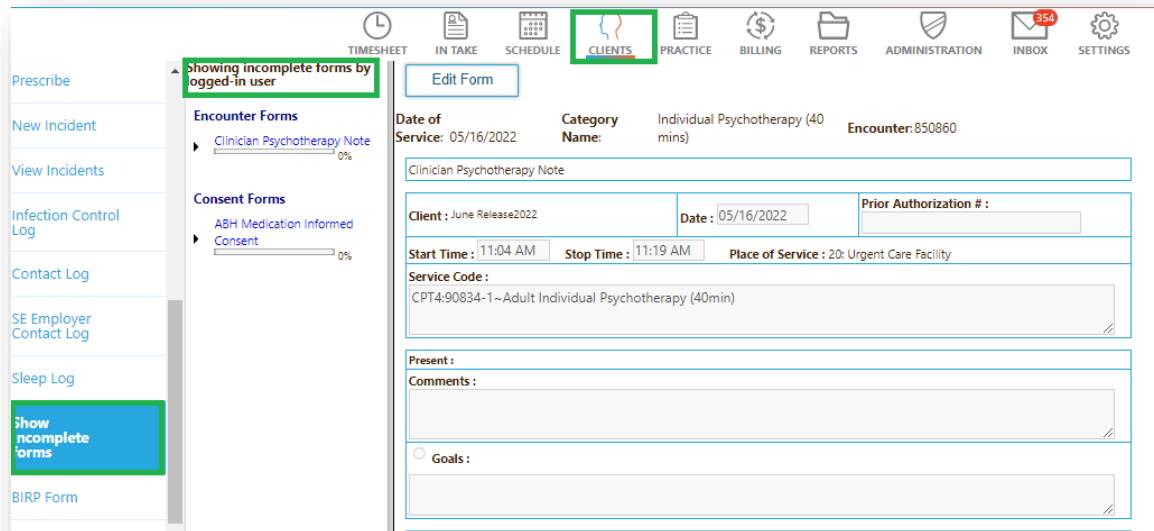 354
TIMESHEET IN TAKE SCHEDULE CLIENTS PRACTICE BILLING REPORTS ADMINISTRATION INBOX SETTINGS
Prescribe
New Incident
View Incidents
Infection Control
Log
Contact Log
SE Employer
Contact Log
Sleep Log
Show
incomplete
forms
BIRP Form
Showing incomplete forms by
logged-in user
Encounter Forms
Clinician Psychotherapy Note
0%
Consent Forms
ABH Medication Informed
Consent
0%
Edit Form
Date of Service: 05/16/2022 Category Name: Individual Psychotherapy (40 mins) Encounter:850860
Clinician Psychotherapy Note
Client : June Release2022 Date : 05/16/2022 Prior Authorization # :
Start Time : 11:04 AM Stop Time : 11:19 AM Place of Service : 20: Urgent Care Facility
Service Code :
CPT4:90834-1~Adult Individual Psychotherapy (40min)
Present :
Comments :
Goals :